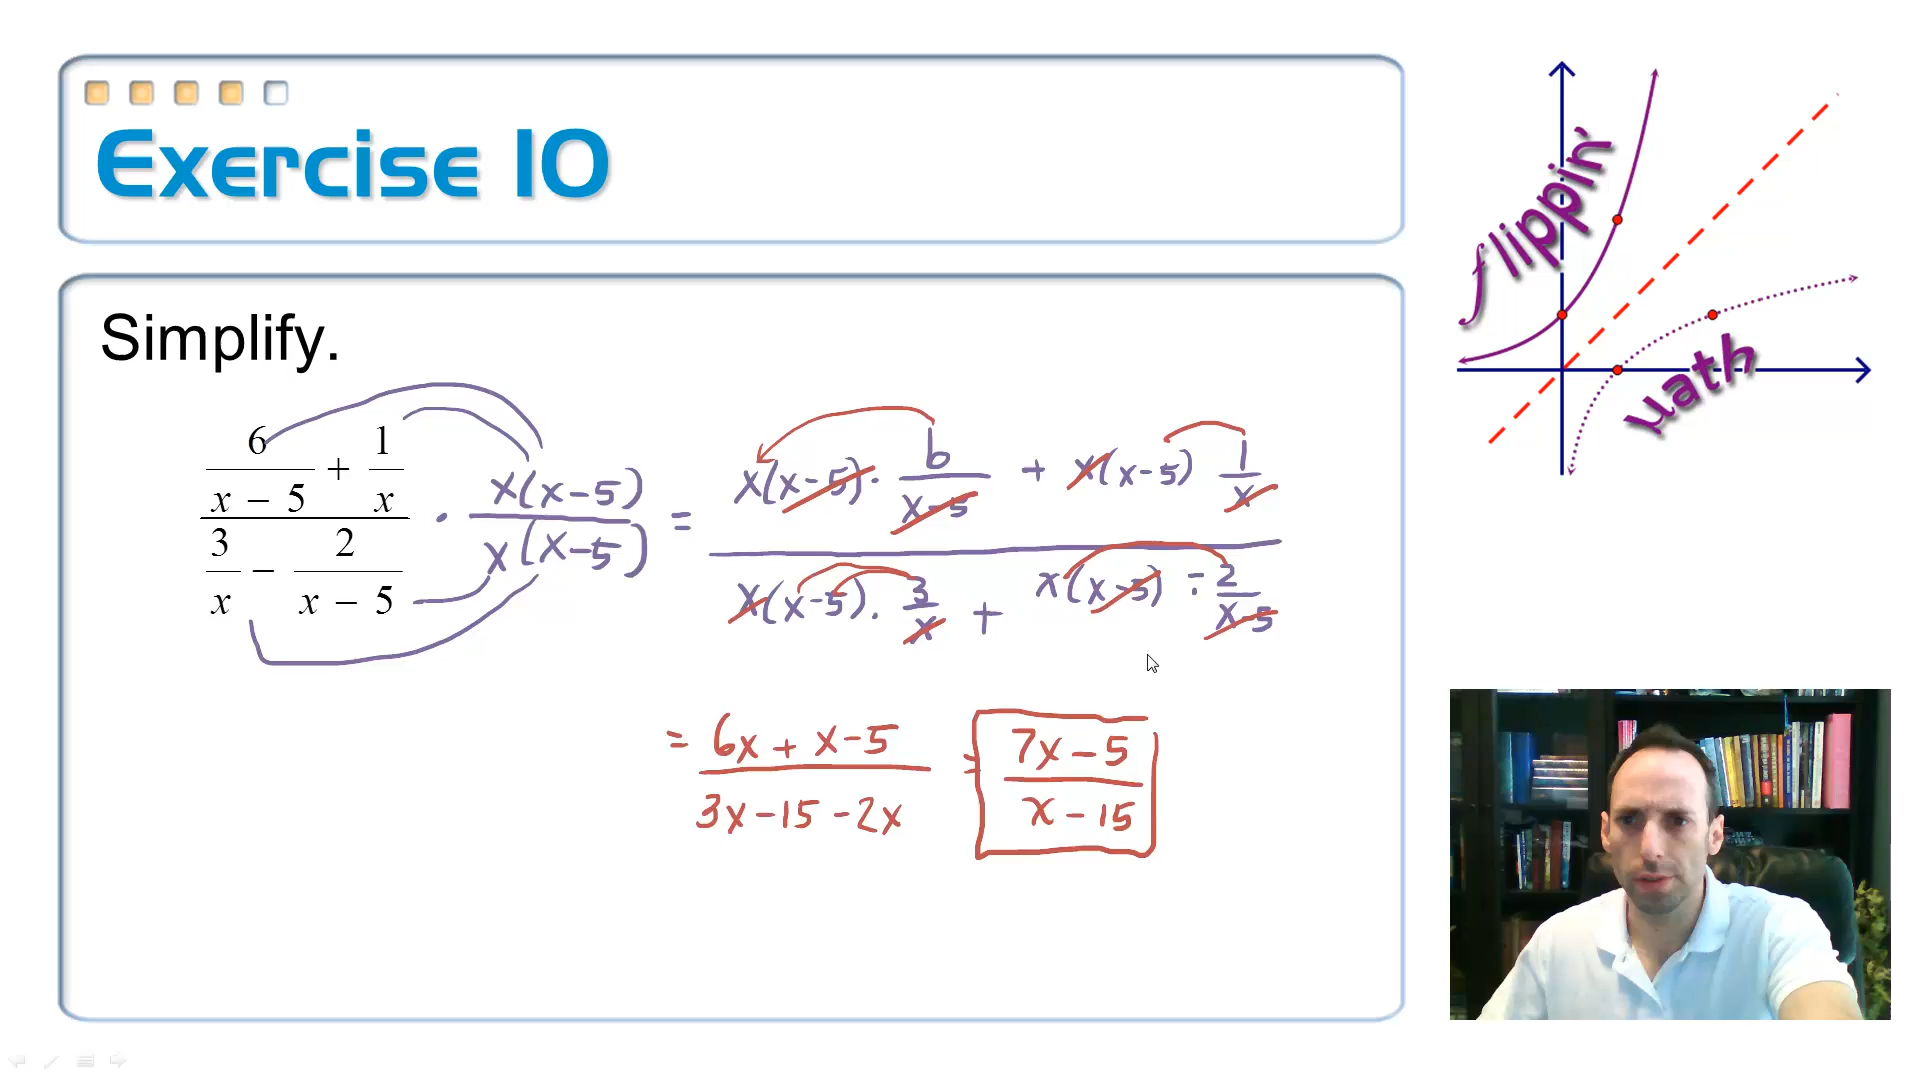 Exercise 10
flippin'
math
Simplify.
6/(x − 5) + 1/x · x(x−5) = x(x−5) · 6/(x−5) + x(x−5) 1/x
3/x − 2/(x − 5) x(x−5) x(x−5) · 3/x + x(x−5) · −2/(x−5)
= (6x + x−5)/(3x−15−2x) = (7x−5)/(x−15)